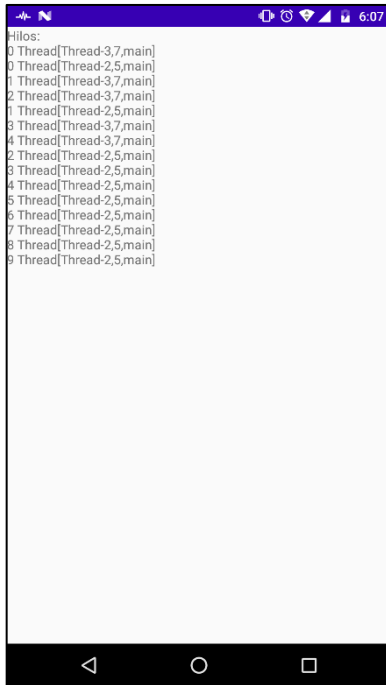 6:07
Hilos:
0 Thread[Thread-3,7,main]
0 Thread[Thread-2,5,main]
1 Thread[Thread-3,7,main]
2 Thread[Thread-3,7,main]
1 Thread[Thread-2,5,main]
3 Thread[Thread-3,7,main]
4 Thread[Thread-3,7,main]
2 Thread[Thread-2,5,main]
3 Thread[Thread-2,5,main]
4 Thread[Thread-2,5,main]
5 Thread[Thread-2,5,main]
6 Thread[Thread-2,5,main]
7 Thread[Thread-2,5,main]
8 Thread[Thread-2,5,main]
9 Thread[Thread-2,5,main]